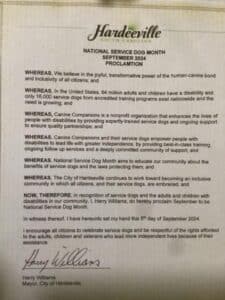 Hardeeville
SOUTH CAROLINA
NATIONAL SERVICE DOG MONTH
SEPTEMBER 2024
PROCLAMTION
WHEREAS, We believe in the joyful, transformative power of the human-canine bond and
inclusivity of all citizens; and
WHEREAS, In the United States, 64 million adults and children have a disability and
only 16,000 service dogs from accredited training programs exist nationwide and the
need is growing; and
WHEREAS, Canine Companions is a nonprofit organization that enhances the lives of
people with disabilities by providing expertly-trained service dogs and ongoing support
to ensure quality partnerships; and
WHEREAS, Canine Companions and their service dogs empower people with
disabilities to lead life with greater independence, by providing best-in-class training,
ongoing follow up services and a deeply committed community of support; and
WHEREAS, National Service Dog Month aims to educate our community about the
benefits of service dogs and the laws protecting them; and
WHEREAS, The City of Hardeeville continues to work toward becoming an inclusive
community in which all citizens, and their service dogs, are embraced; and
NOW, THEREFORE, in recognition of service dogs and the adults and children with
disabilities in our community, I, Harry Williams, do hereby proclaim September to be
National Service Dog Month.
In witness thereof, I have hereunto set my hand this 5th day of September 2024.
I encourage all citizens to celebrate service dogs and be respectful of the rights afforded
to the adults, children and veterans who lead more independent lives because of their
assistance.
Harry Williams
Harry Williams
Mayor, City of Hardeeville